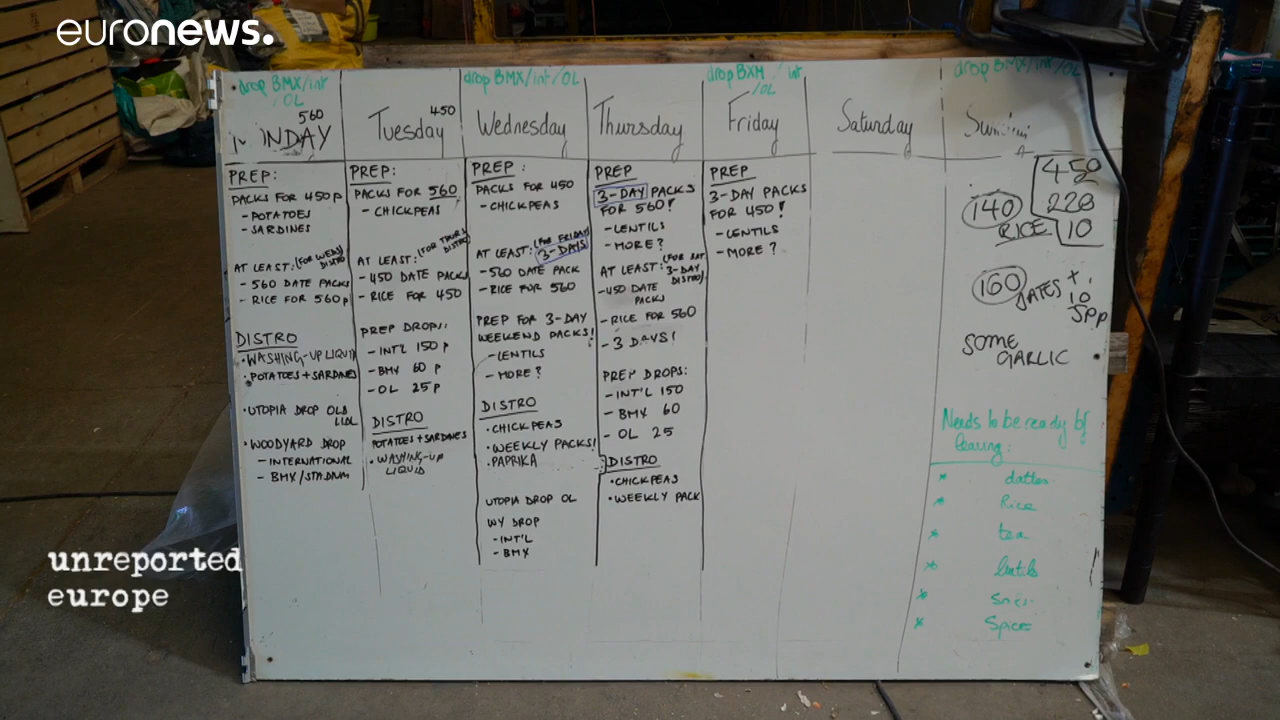 euronews.
drop BMX/int
/OL
560
MONDAY
PREP:
PACKS FOR 450 P
- POTATOES
- SARDINES
AT LEAST: (FOR WEDS
DISTRO)
- 560 DATE PACKS
- RICE FOR 560 P
DISTRO
• WASHING-UP LIQUID
• POTATOES + SARDINES
UTOPIA DROP OLD
LIDL
• WOODYARD DROP
- INTERNATIONAL
- BMX/STADIUM
450
Tuesday
PREP:
PACKS FOR 560
- CHICKPEAS
AT LEAST: (FOR THURS
DISTRO)
- 450 DATE PACKS
- RICE FOR 450
PREP DROPS:
- INT'L 150 P
- BMX 60 P
- OL 25 P
DISTRO
POTATOES + SARDINES
• WASHING-UP
LIQUID
drop BMX/int/OL
Wednesday
PREP:
PACKS FOR 450
- CHICKPEAS
AT LEAST: (FOR FRIDAY)
3-DAYS
- 560 DATE PACK
- RICE FOR 560
PREP FOR 3-DAY
WEEKEND PACKS!
- LENTILS
- MORE?
DISTRO
• CHICKPEAS
• WEEKLY PACKS!
• PAPRIKA
UTOPIA DROP OL
WY DROP
- INT'L
- BMX
Thursday
PREP
3-DAY PACKS
FOR 560!
- LENTILS
- MORE?
AT LEAST: (FOR SAT
3-DAY
DISTRO)
- 450 DATE
PACKS
- RICE FOR 560
- 3 DAYS!
PREP DROPS:
- INT'L 150
- BMX 60
- OL 25
DISTRO
• CHICKPEAS
• WEEKLY PACK
drop BXM / int
/OL
Friday
PREP
3-DAY PACKS
FOR 450!
- LENTILS
- MORE?
Saturday
drop BMX/int
/OL
450
140 228
RICE 10
160 DATES +
10
5pp
SOME
GARLIC
Needs to be ready bf
leaving:
* dattes
* Rice
* tea
* lentils
*
* Spice
unreported
europe